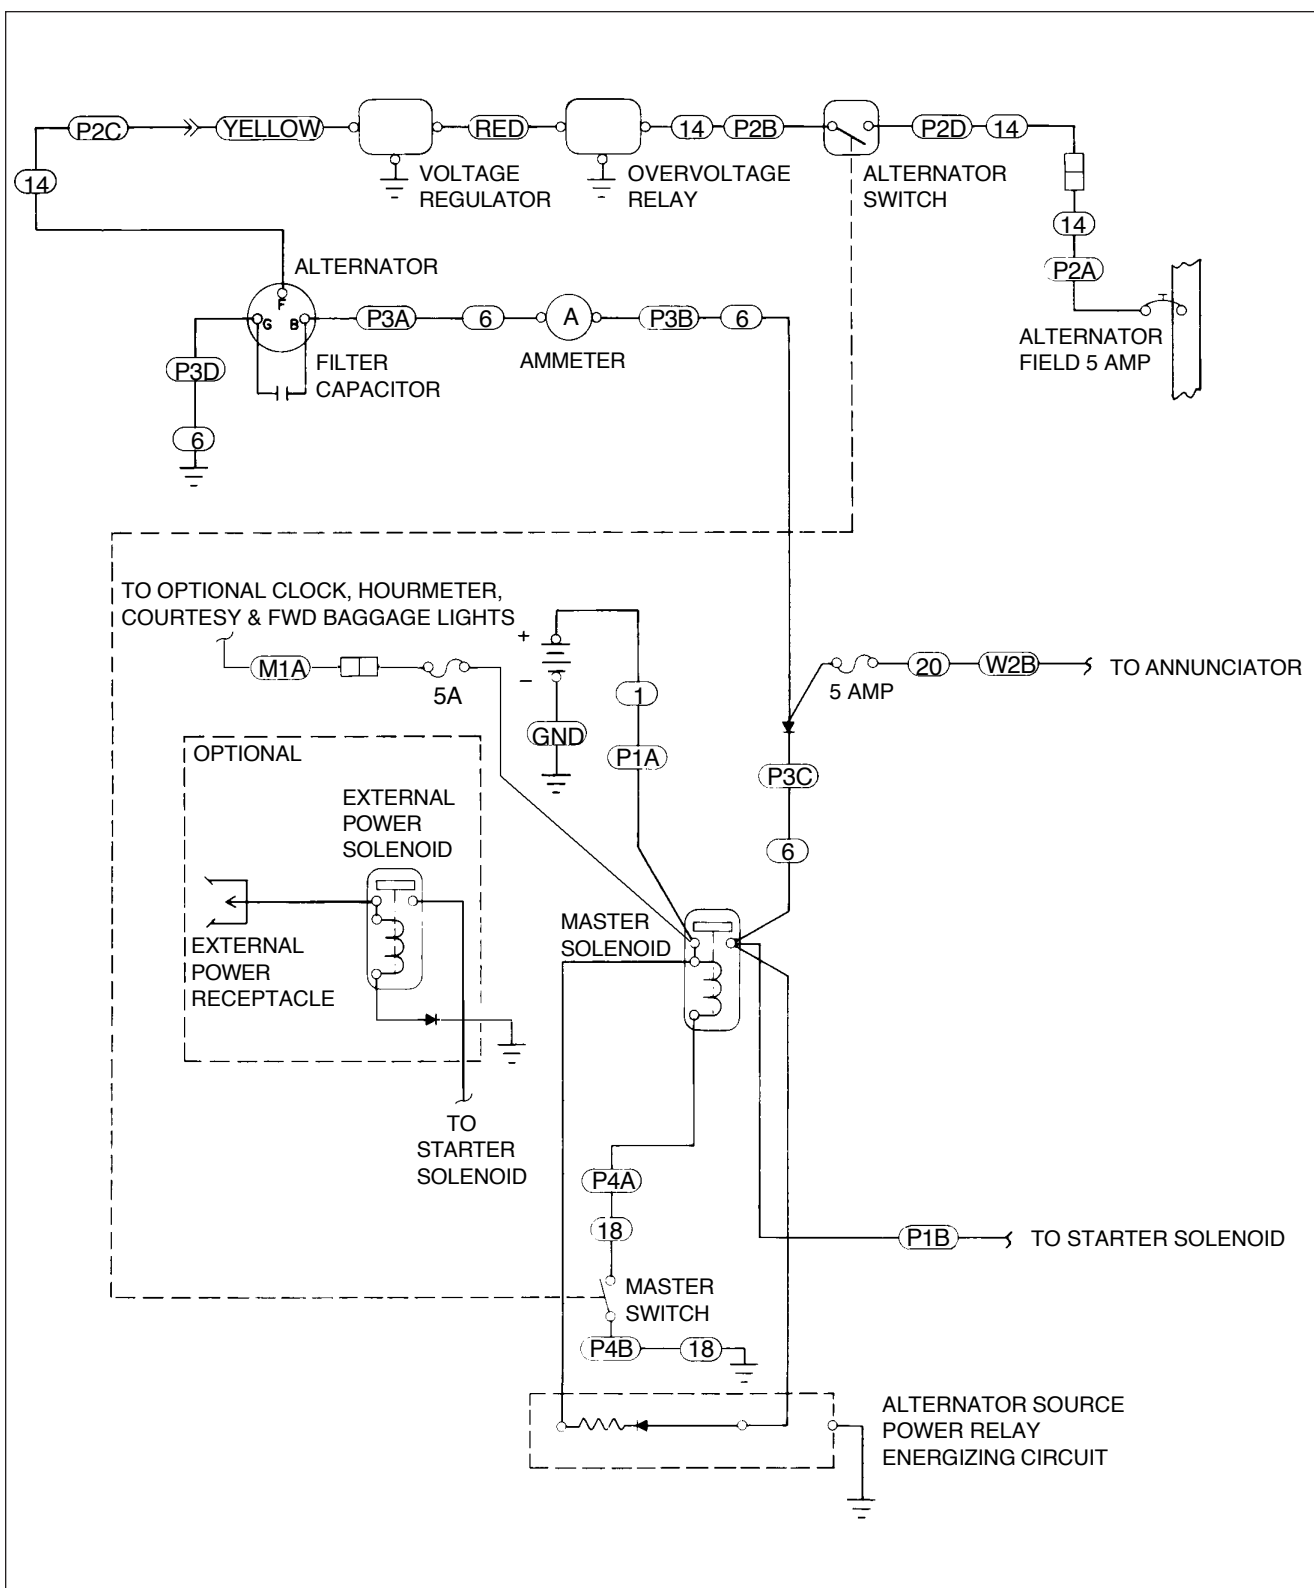 P2C
YELLOW
RED
14
P2B
P2D
14
VOLTAGE
REGULATOR
OVERVOLTAGE
RELAY
ALTERNATOR
SWITCH
14
14
P2A
ALTERNATOR
F
G
B
P3A
6
A
P3B
6
ALTERNATOR
FIELD 5 AMP
AMMETER
FILTER
CAPACITOR
P3D
6
TO OPTIONAL CLOCK, HOURMETER,
COURTESY & FWD BAGGAGE LIGHTS
M1A
5A
+
–
GND
1
P1A
5 AMP
20
W2B
TO ANNUNCIATOR
P3C
6
OPTIONAL
EXTERNAL
POWER
SOLENOID
EXTERNAL
POWER
RECEPTACLE
MASTER
SOLENOID
TO
STARTER
SOLENOID
P4A
18
P1B
TO STARTER SOLENOID
MASTER
SWITCH
P4B
18
ALTERNATOR SOURCE
POWER RELAY
ENERGIZING CIRCUIT